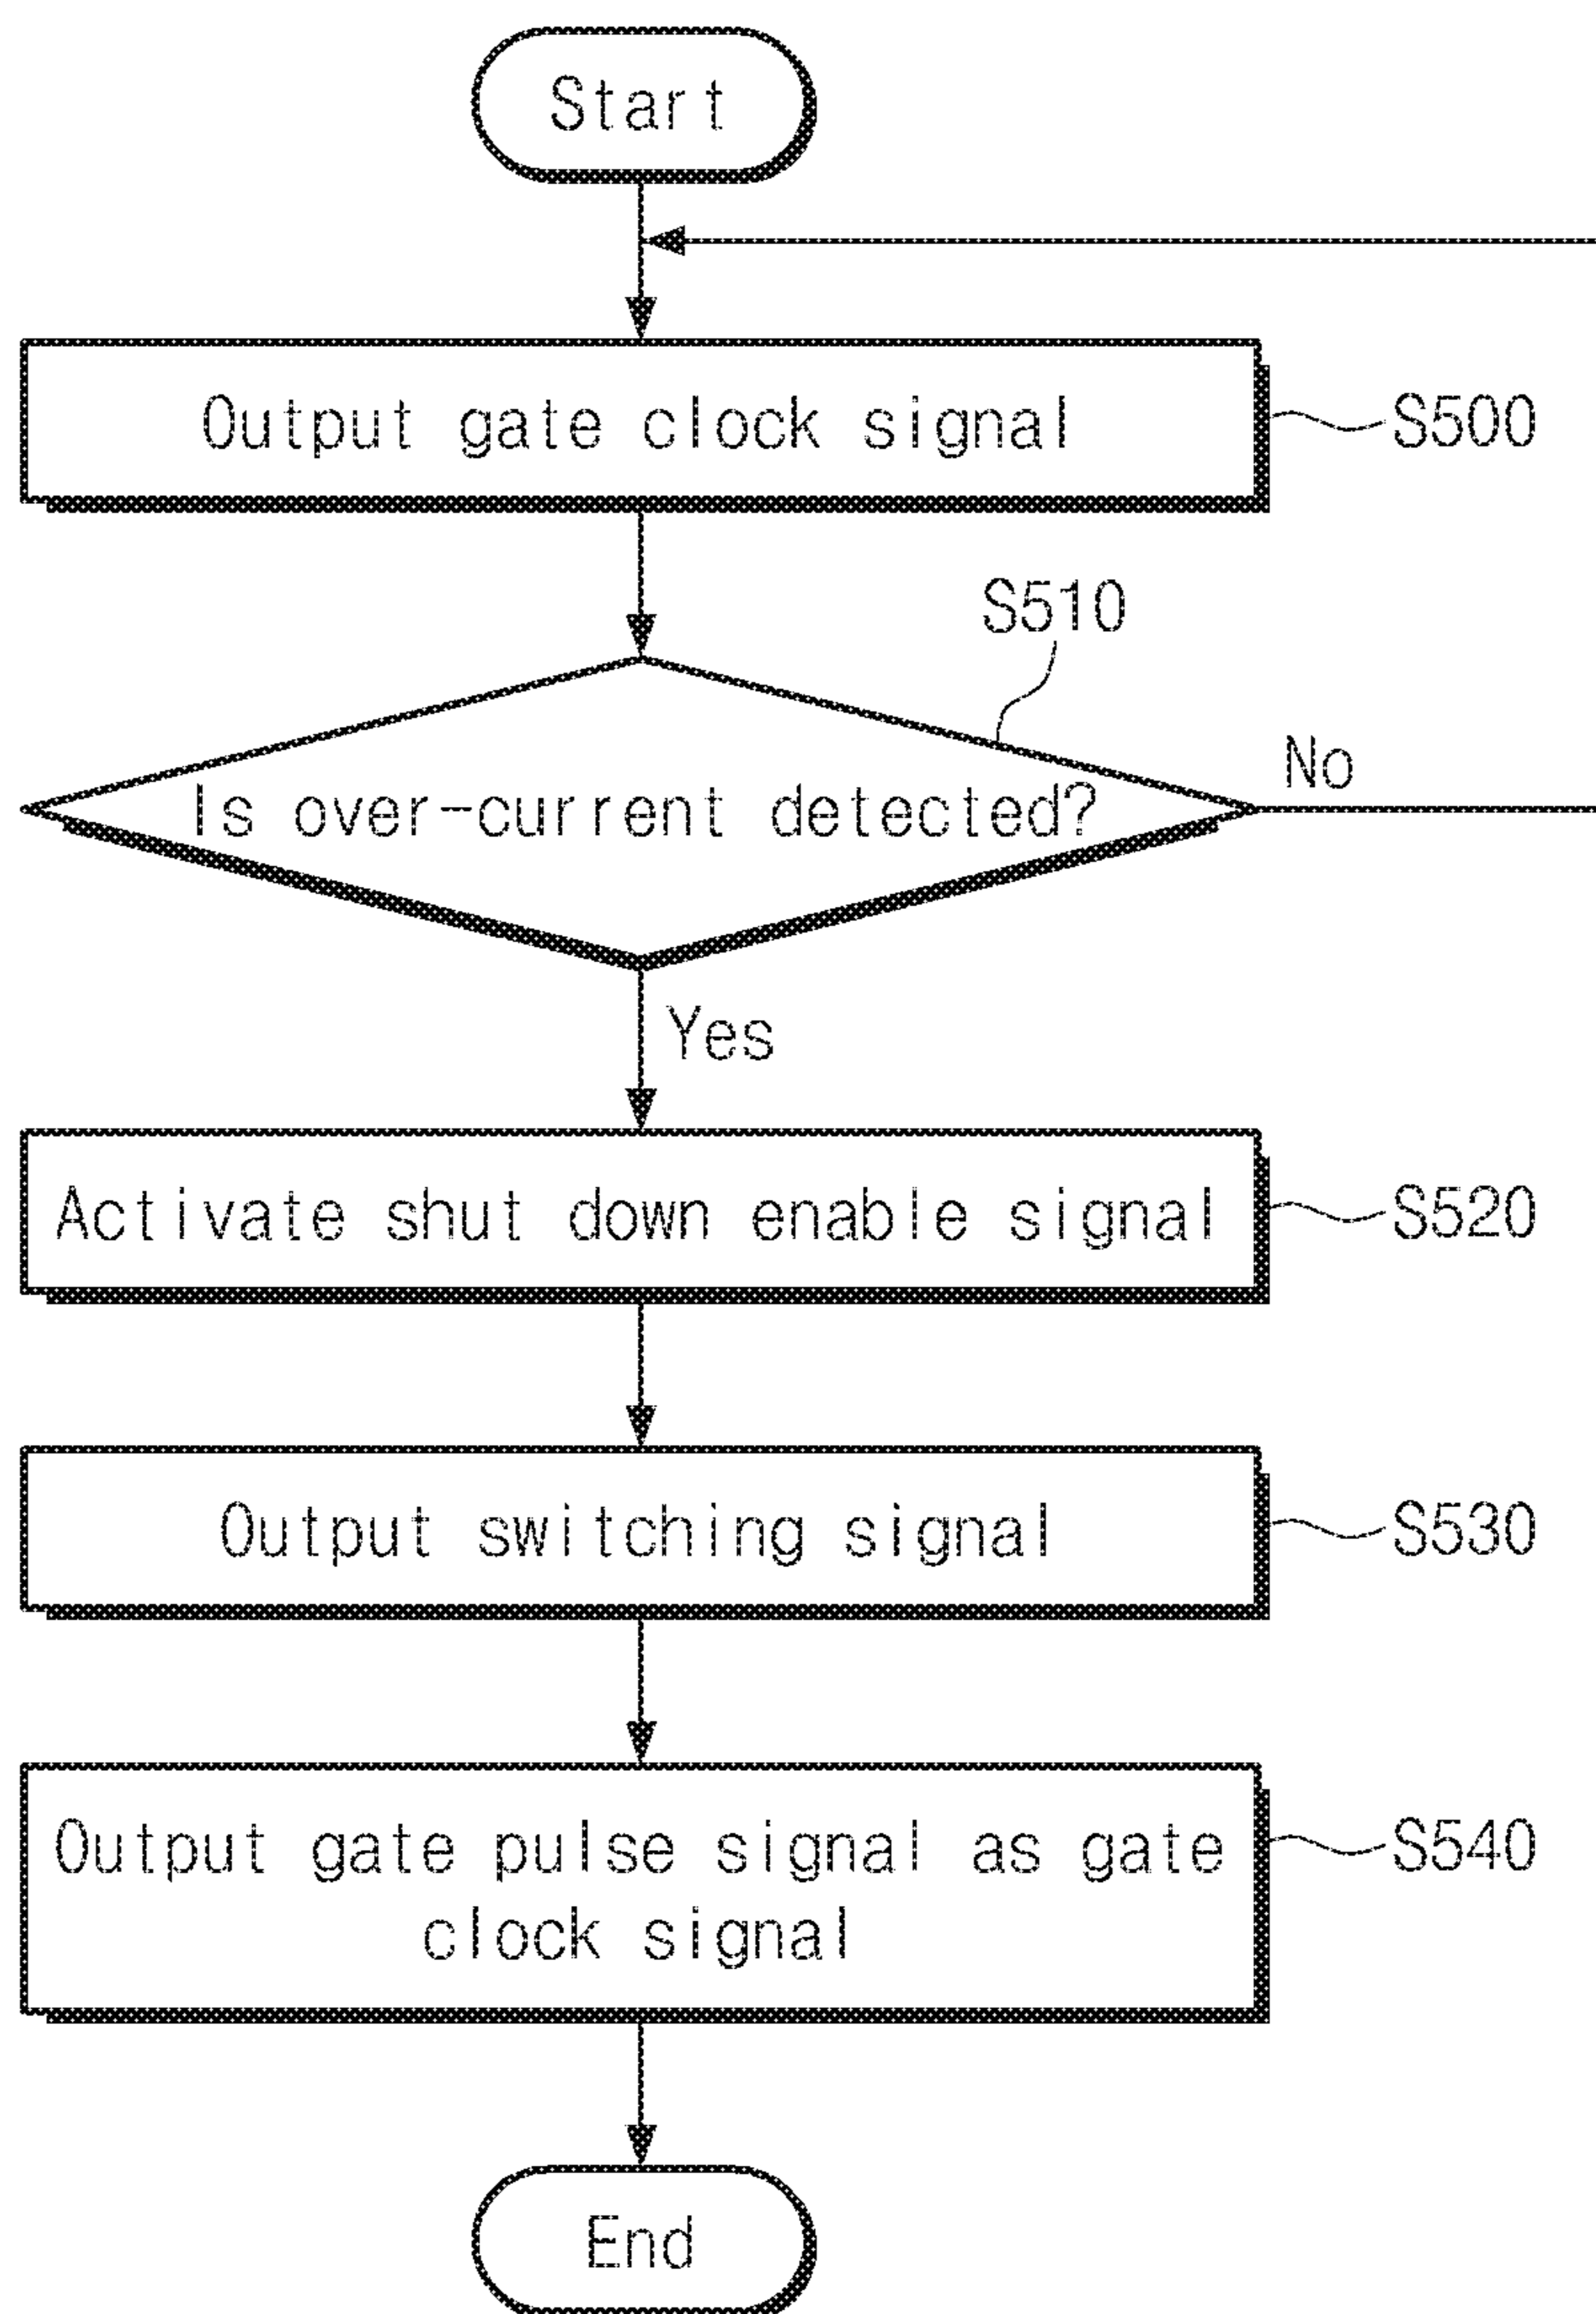 Start
Output gate clock signal
S500
S510
Is over-current detected?
No
Yes
Activate shut down enable signal
S520
Output switching signal
S530
Output gate pulse signal as gate
clock signal
S540
End